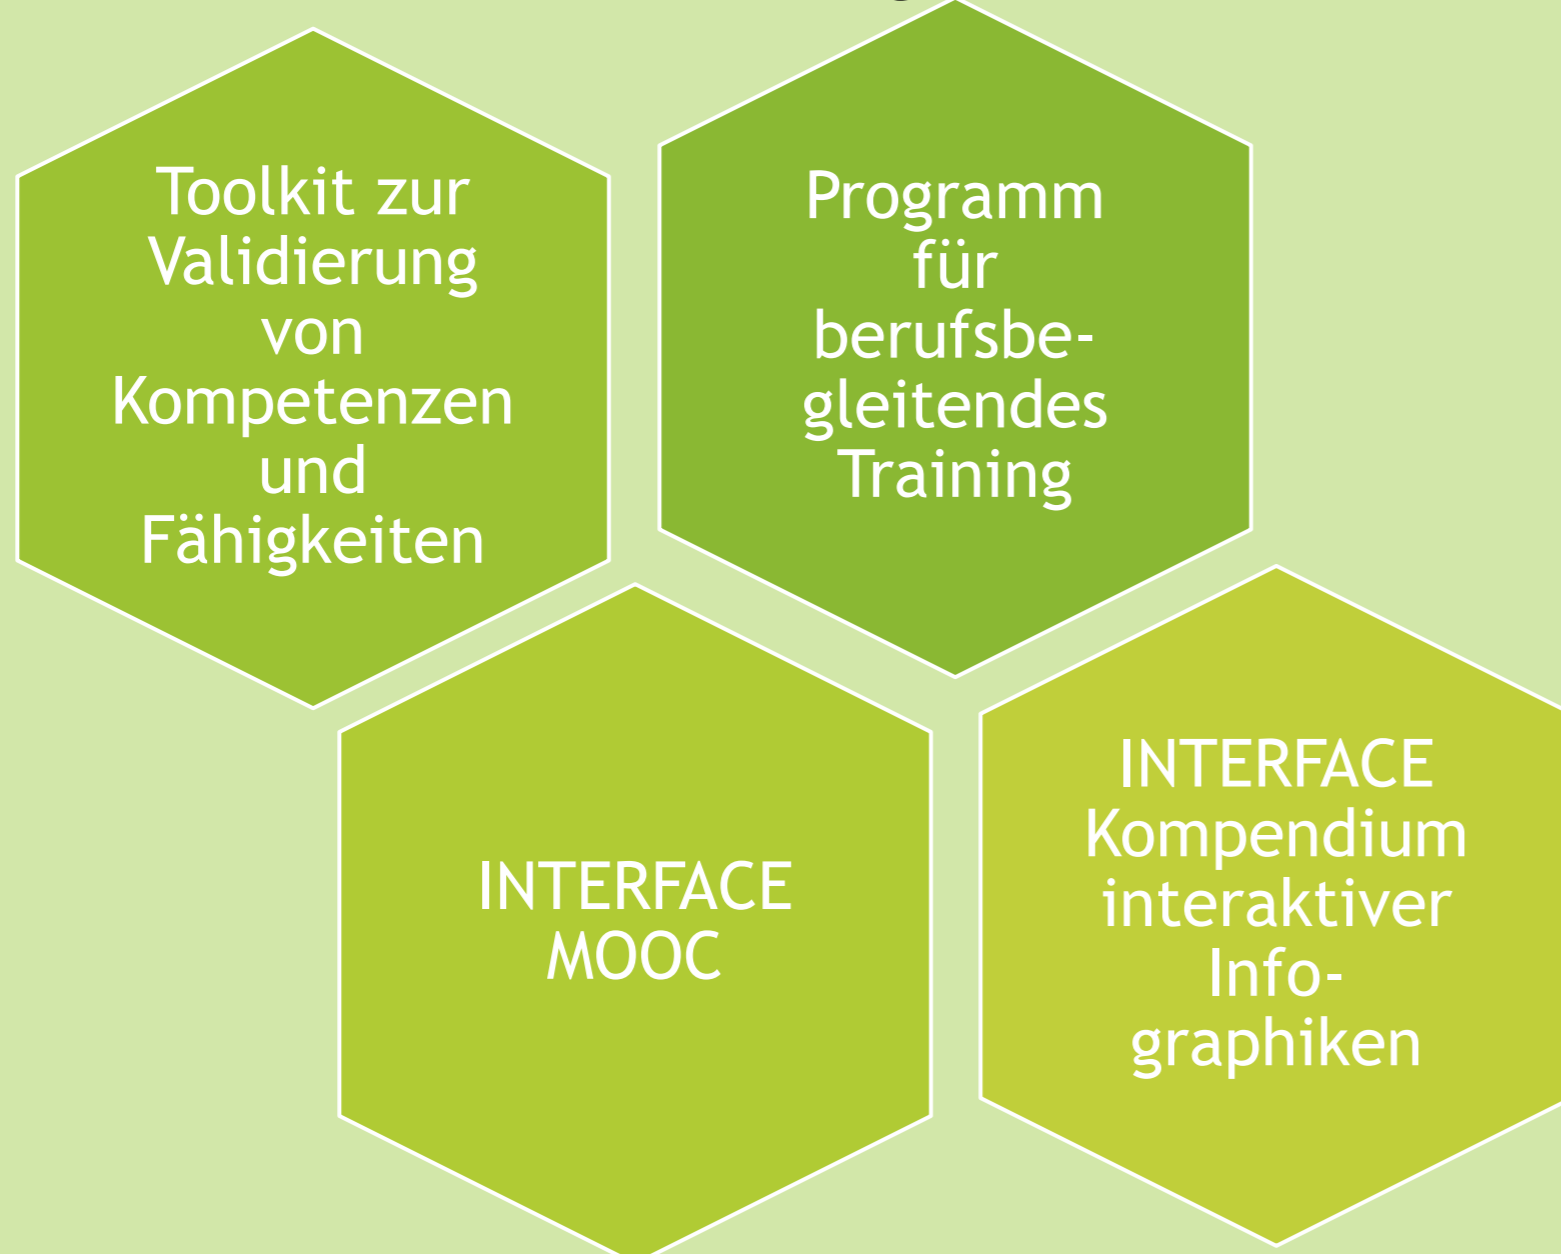 Toolkit zur
Validierung
von
Kompetenzen
und
Fähigkeiten
Programm
für
berufsbe-
gleitendes
Training
INTERFACE
MOOC
INTERFACE
Kompendium
interaktiver
Info-
graphiken